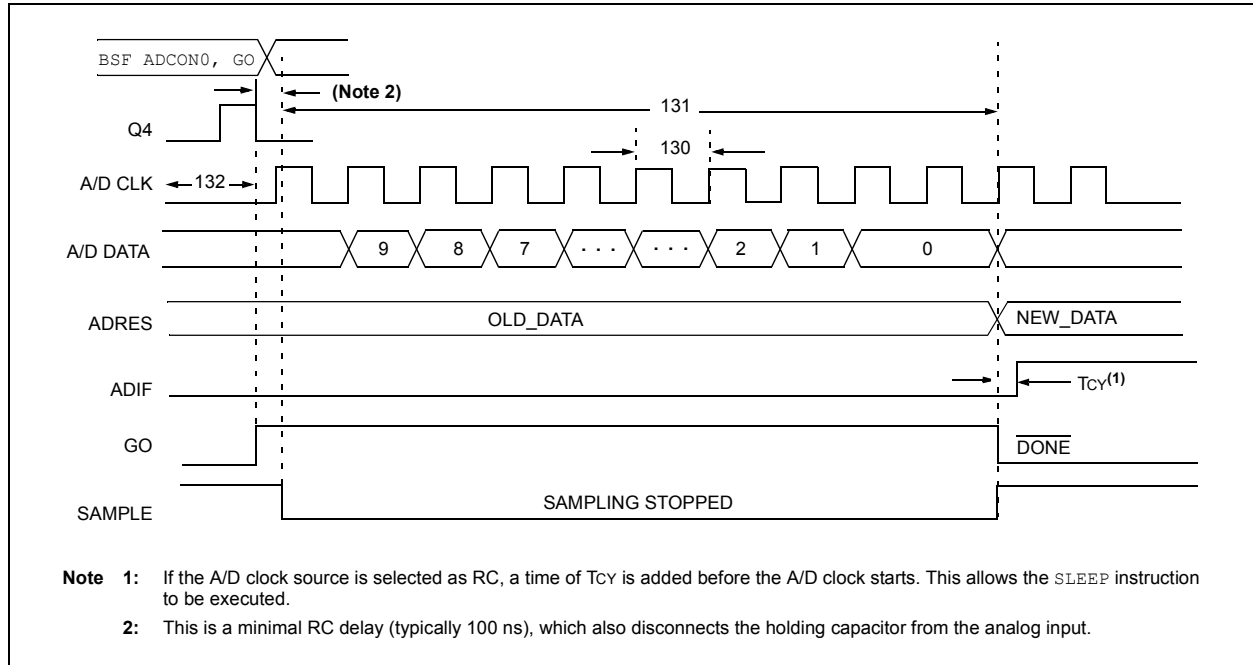 BSF ADCON0, GO
(Note 2)
131
Q4
130
A/D CLK
132
A/D DATA
9 8 7 · · · · · · 2 1 0
ADRES
OLD_DATA
NEW_DATA
ADIF
TCY(1)
GO
DONE
SAMPLE
SAMPLING STOPPED
Note 1: If the A/D clock source is selected as RC, a time of TCY is added before the A/D clock starts. This allows the SLEEP instruction
to be executed.
2: This is a minimal RC delay (typically 100 ns), which also disconnects the holding capacitor from the analog input.